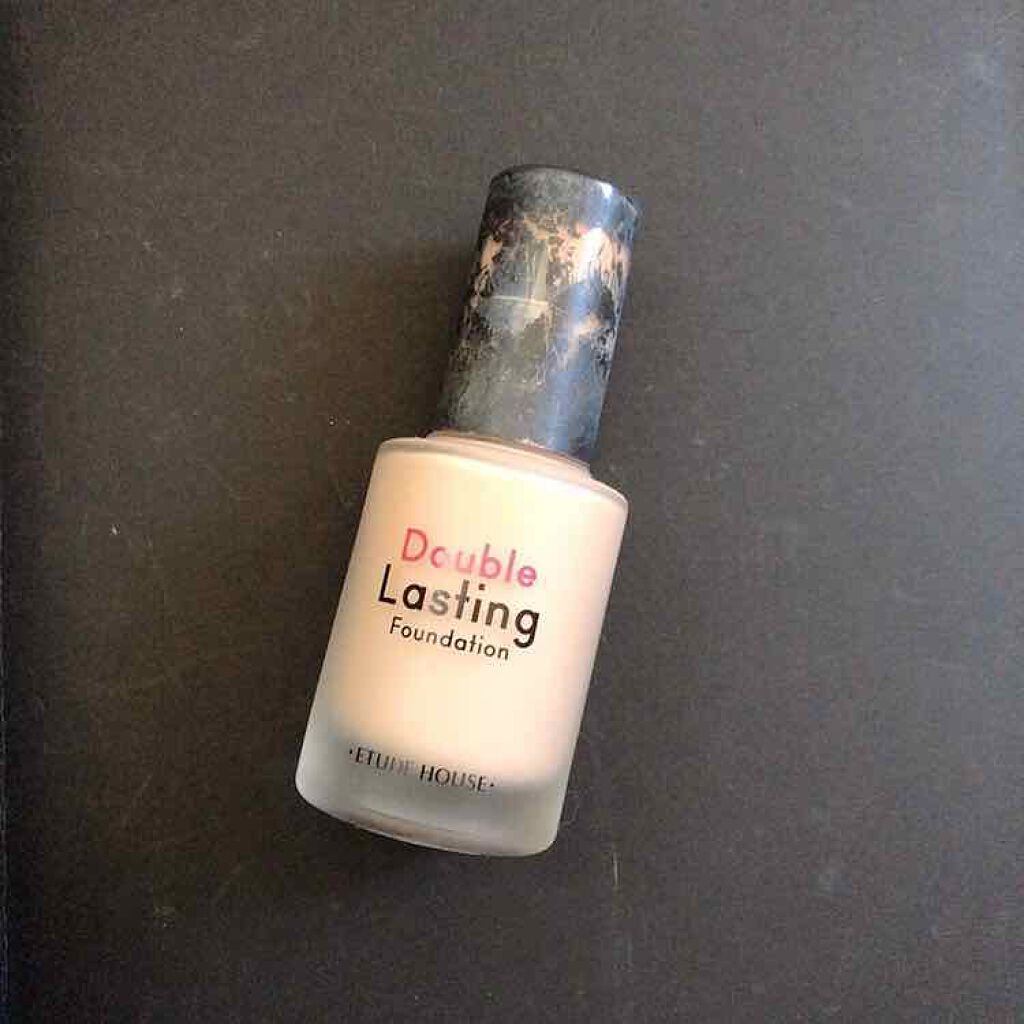 Double
Lasting
Foundation
·ETUDE HOUSE·